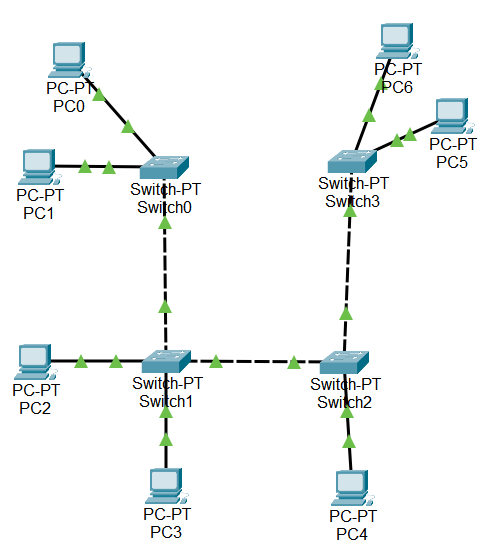 PC-PT
PC0
PC-PT
PC6
PC-PT
PC5
PC-PT
PC1
Switch-PT
Switch0
Switch-PT
Switch3
PC-PT
PC2
Switch-PT
Switch1
Switch-PT
Switch2
PC-PT
PC3
PC-PT
PC4